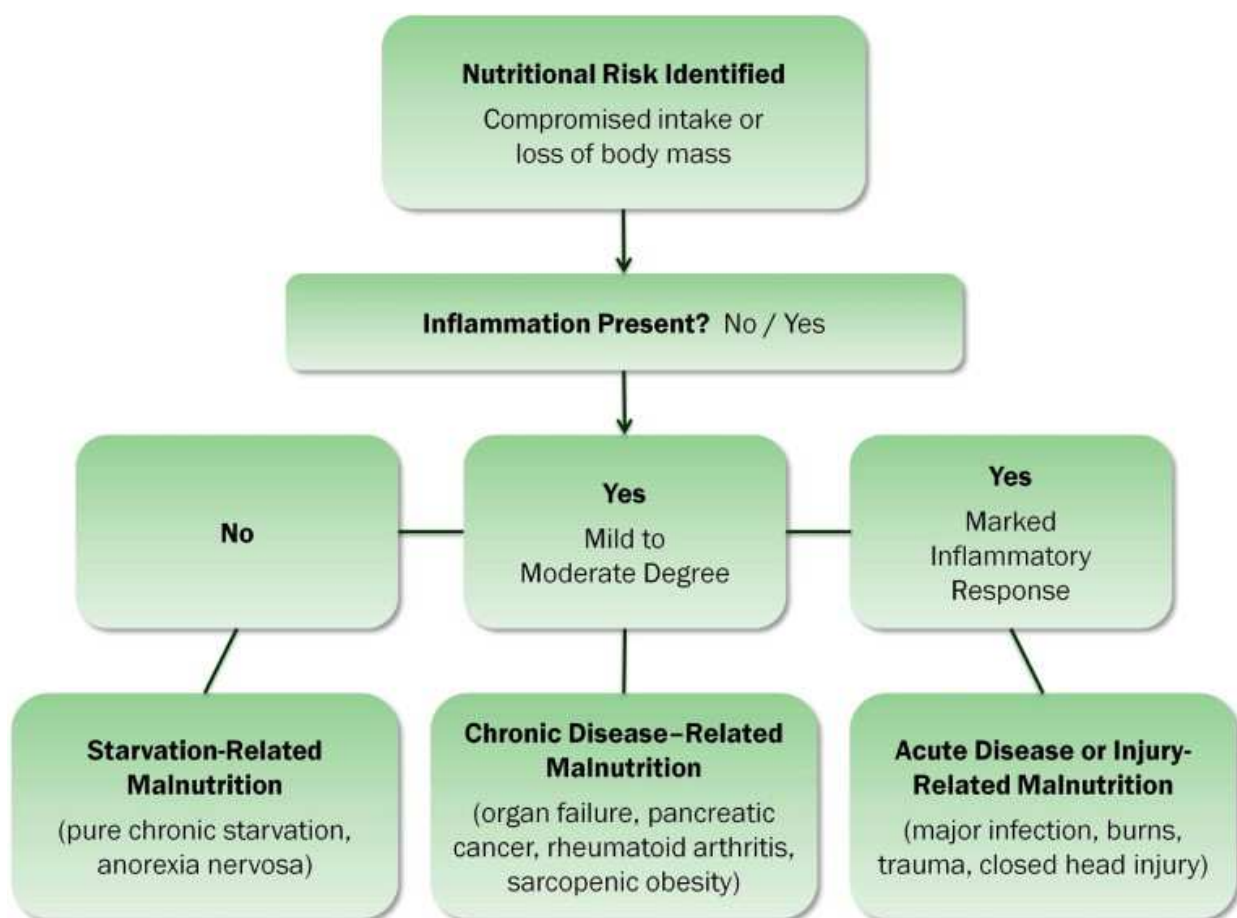 Nutritional Risk Identified
Compromised intake or
loss of body mass
Inflammation Present? No / Yes
No
Yes
Mild to
Moderate Degree
Yes
Marked
Inflammatory
Response
Starvation-Related
Malnutrition
(pure chronic starvation,
anorexia nervosa)
Chronic Disease–Related
Malnutrition
(organ failure, pancreatic
cancer, rheumatoid arthritis,
sarcopenic obesity)
Acute Disease or Injury-
Related Malnutrition
(major infection, burns,
trauma, closed head injury)